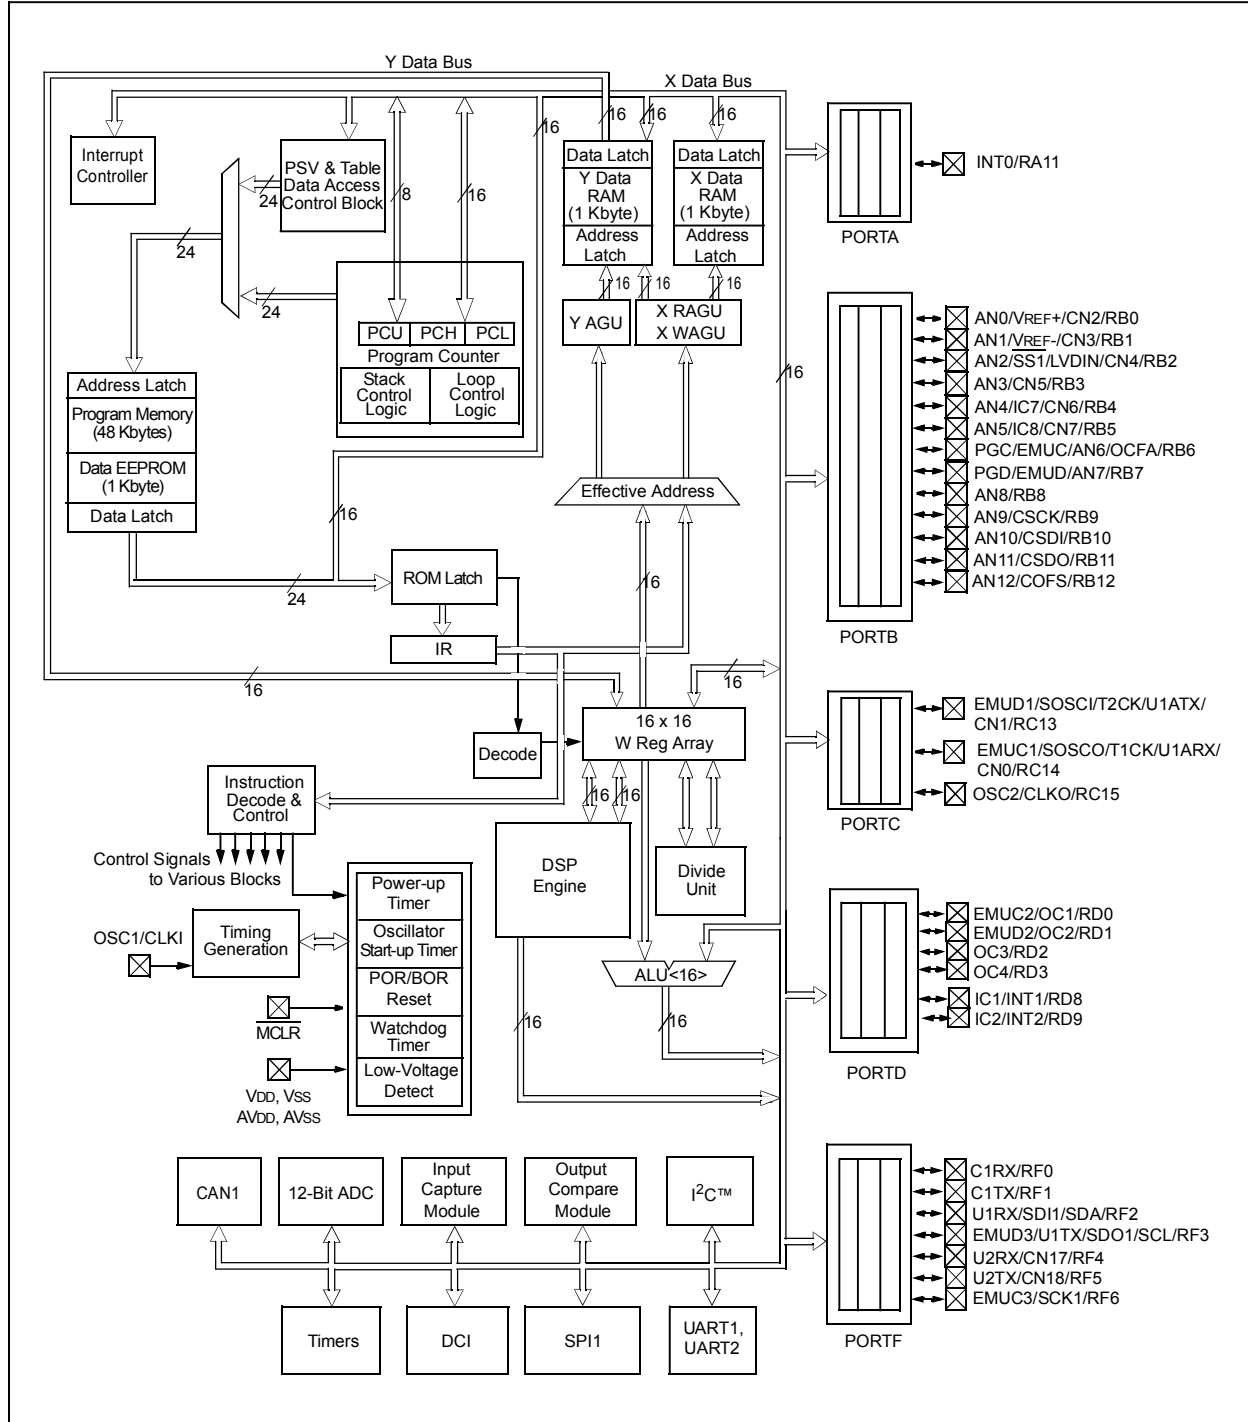 Y Data Bus
X Data Bus
16
16
16
16
Interrupt
Controller
PSV & Table
Data Access
Control Block
8
16
24
24
24
Data Latch
Y Data
RAM
(1 Kbyte)
Address
Latch
Data Latch
X Data
RAM
(1 Kbyte)
Address
Latch
16
16
16
Y AGU
X RAGU
X WAGU
PCU
PCH
PCL
Program Counter
Stack
Control
Logic
Loop
Control
Logic
16
Address Latch
Program Memory
(48 Kbytes)
Data EEPROM
(1 Kbyte)
Data Latch
Effective Address
16
24
ROM Latch
16
IR
16
16
16 x 16
W Reg Array
Decode
Instruction
Decode &
Control
16
16
Control Signals
to Various Blocks
DSP
Engine
Divide
Unit
Power-up
Timer
OSC1/CLKI
Timing
Generation
Oscillator
Start-up Timer
POR/BOR
Reset
MCLR
Watchdog
Timer
Low-Voltage
Detect
VDD, VSS
AVDD, AVSS
ALU<16>
16
16
CAN1
12-Bit ADC
Input
Capture
Module
Output
Compare
Module
I2C™
Timers
DCI
SPI1
UART1,
UART2
INT0/RA11
PORTA
AN0/VREF+/CN2/RB0
AN1/VREF-/CN3/RB1
AN2/SS1/LVDIN/CN4/RB2
AN3/CN5/RB3
AN4/IC7/CN6/RB4
AN5/IC8/CN7/RB5
PGC/EMUC/AN6/OCFA/RB6
PGD/EMUD/AN7/RB7
AN8/RB8
AN9/CSCK/RB9
AN10/CSDI/RB10
AN11/CSDO/RB11
AN12/COFS/RB12
PORTB
EMUD1/SOSCI/T2CK/U1ATX/
CN1/RC13
EMUC1/SOSCO/T1CK/U1ARX/
CN0/RC14
OSC2/CLKO/RC15
PORTC
EMUC2/OC1/RD0
EMUD2/OC2/RD1
OC3/RD2
OC4/RD3
IC1/INT1/RD8
IC2/INT2/RD9
PORTD
C1RX/RF0
C1TX/RF1
U1RX/SDI1/SDA/RF2
EMUD3/U1TX/SDO1/SCL/RF3
U2RX/CN17/RF4
U2TX/CN18/RF5
EMUC3/SCK1/RF6
PORTF